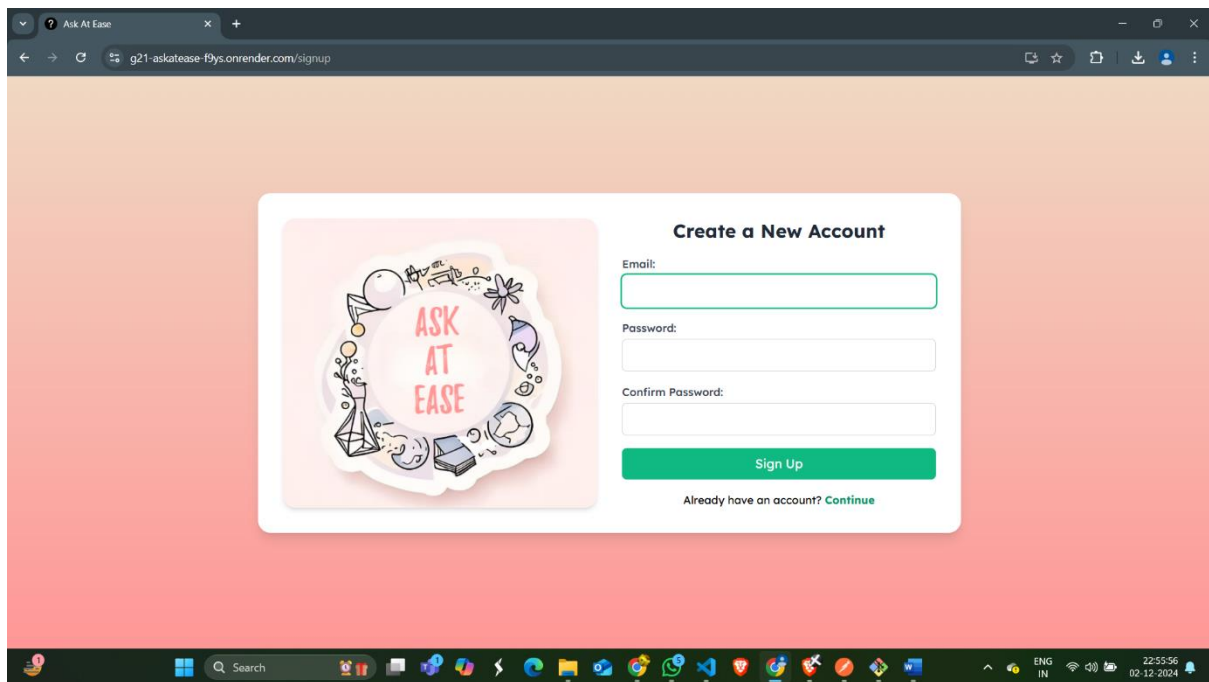 Ask At Ease
g21-askatease-f9ys.onrender.com/signup
ASK
AT
EASE
Create a New Account
Email:
Password:
Confirm Password:
Sign Up
Already have an account? Continue
Search
ENG
IN
22:55:56
02-12-2024